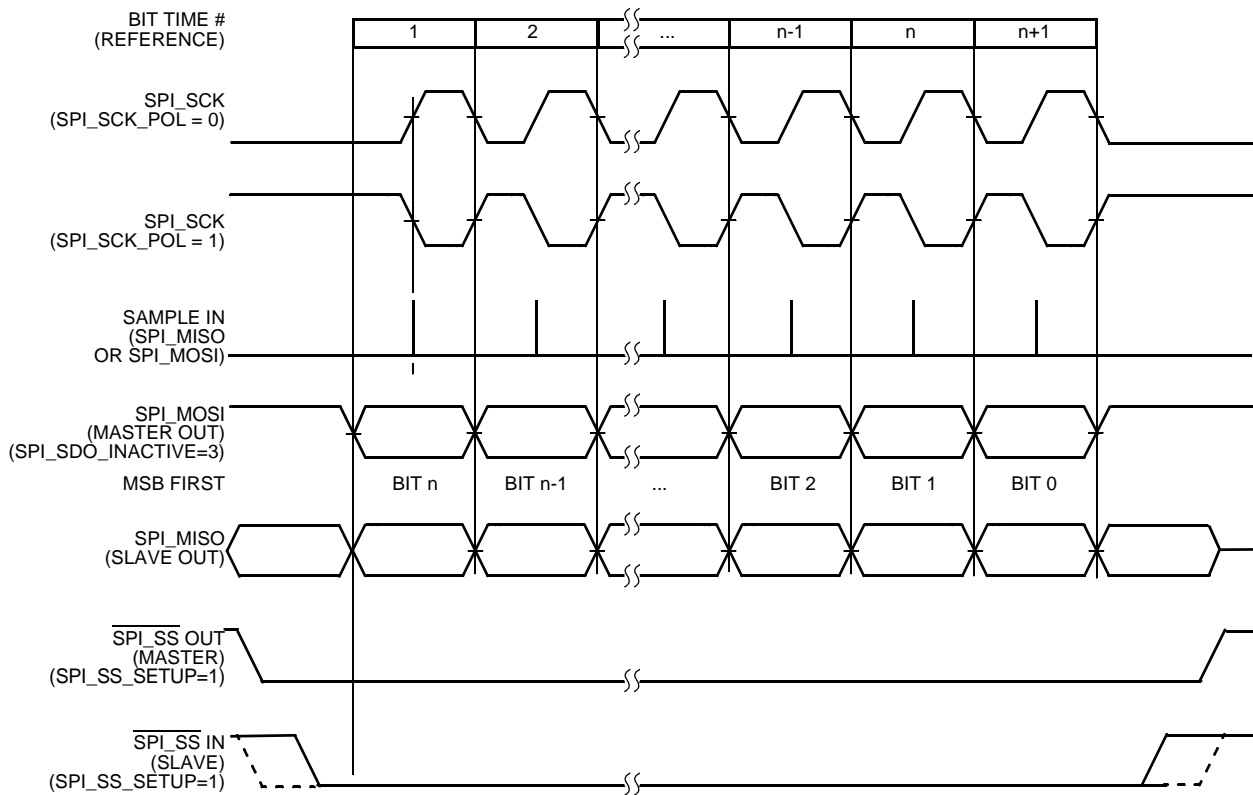 BIT TIME #
(REFERENCE)
1 2 ... n-1 n n+1
SPI_SCK
(SPI_SCK_POL = 0)
SPI_SCK
(SPI_SCK_POL = 1)
SAMPLE IN
(SPI_MISO
OR SPI_MOSI)
SPI_MOSI
(MASTER OUT)
(SPI_SDO_INACTIVE=3)
MSB FIRST BIT n BIT n-1 ... BIT 2 BIT 1 BIT 0
SPI_MISO
(SLAVE OUT)
SPI_SS OUT
(MASTER)
(SPI_SS_SETUP=1)
SPI_SS IN
(SLAVE)
(SPI_SS_SETUP=1)